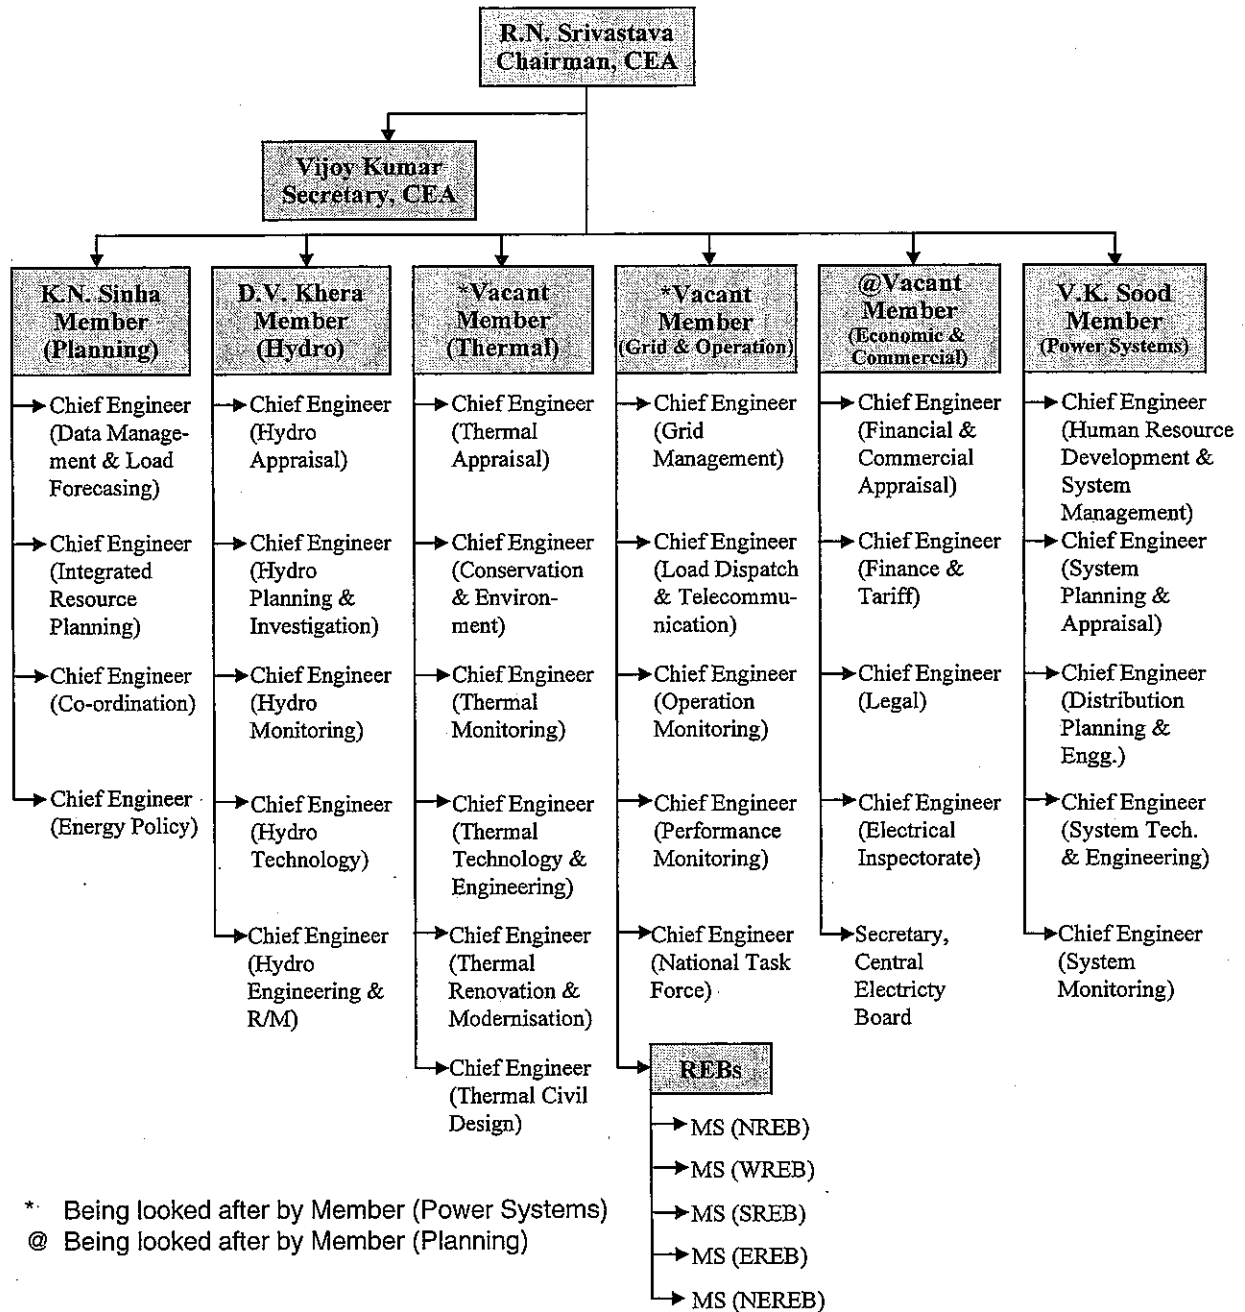 R.N. Srivastava
Chairman, CEA
Vijoy Kumar
Secretary, CEA
K.N. Sinha
Member
(Planning)
Chief Engineer
(Data Manage-
ment & Load
Forecasing)
Chief Engineer
(Integrated
Resource
Planning)
Chief Engineer
(Co-ordination)
Chief Engineer
(Energy Policy)
D.V. Khera
Member
(Hydro)
Chief Engineer
(Hydro
Appraisal)
Chief Engineer
(Hydro
Planning &
Investigation)
Chief Engineer
(Hydro
Monitoring)
Chief Engineer
(Hydro
Technology)
Chief Engineer
(Hydro
Engineering &
R/M)
*Vacant
Member
(Thermal)
Chief Engineer
(Thermal
Appraisal)
Chief Engineer
(Conservation
& Environ-
ment)
Chief Engineer
(Thermal
Monitoring)
Chief Engineer
(Thermal
Technology &
Engineering)
Chief Engineer
(Thermal
Renovation &
Modernisation)
Chief Engineer
(Thermal Civil
Design)
*Vacant
Member
(Grid & Operation)
Chief Engineer
(Grid
Management)
Chief Engineer
(Load Dispatch
& Telecommu-
nication)
Chief Engineer
(Operation
Monitoring)
Chief Engineer
(Performance
Monitoring)
Chief Engineer
(National Task
Force)
REBs
MS (NREB)
MS (WREB)
MS (SREB)
MS (EREB)
MS (NEREB)
@Vacant
Member
(Economic &
Commercial)
Chief Engineer
(Financial &
Commercial
Appraisal)
Chief Engineer
(Finance &
Tariff)
Chief Engineer
(Legal)
Chief Engineer
(Electrical
Inspectorate)
Secretary,
Central
Electricty
Board
V.K. Sood
Member
(Power Systems)
Chief Engineer
(Human Resource
Development &
System
Management)
Chief Engineer
(System
Planning &
Appraisal)
Chief Engineer
(Distribution
Planning &
Engg.)
Chief Engineer
(System Tech.
& Engineering)
Chief Engineer
(System
Monitoring)
* Being looked after by Member (Power Systems)
@ Being looked after by Member (Planning)